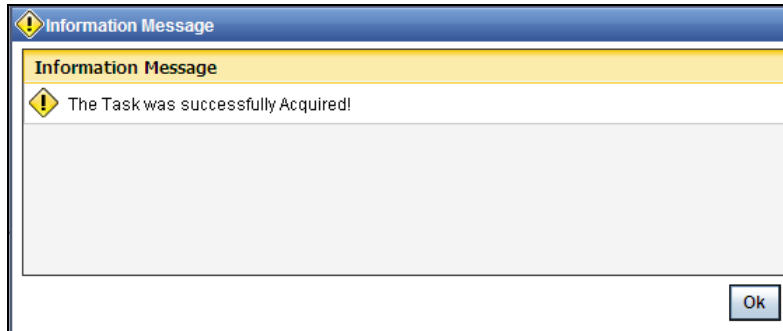 Information Message
Information Message
The Task was successfully Acquired!
Ok